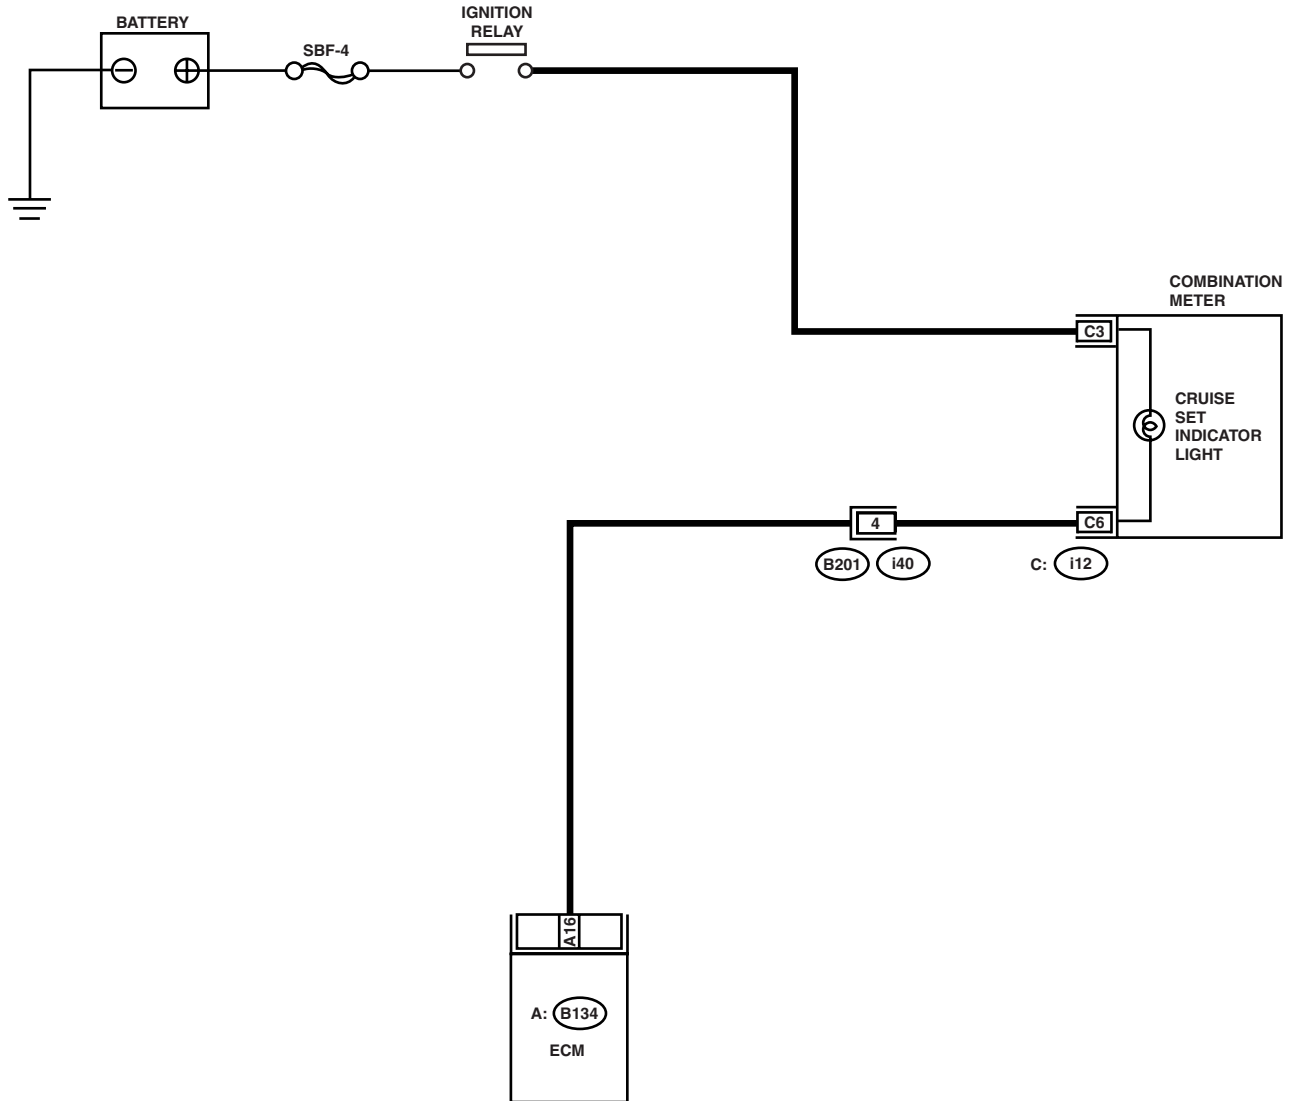 BATTERY
SBF-4
IGNITION
RELAY
COMBINATION
METER
C3
CRUISE
SET
INDICATOR
LIGHT
4
C6
B201
i40
C: i12
A16
A: B134
ECM